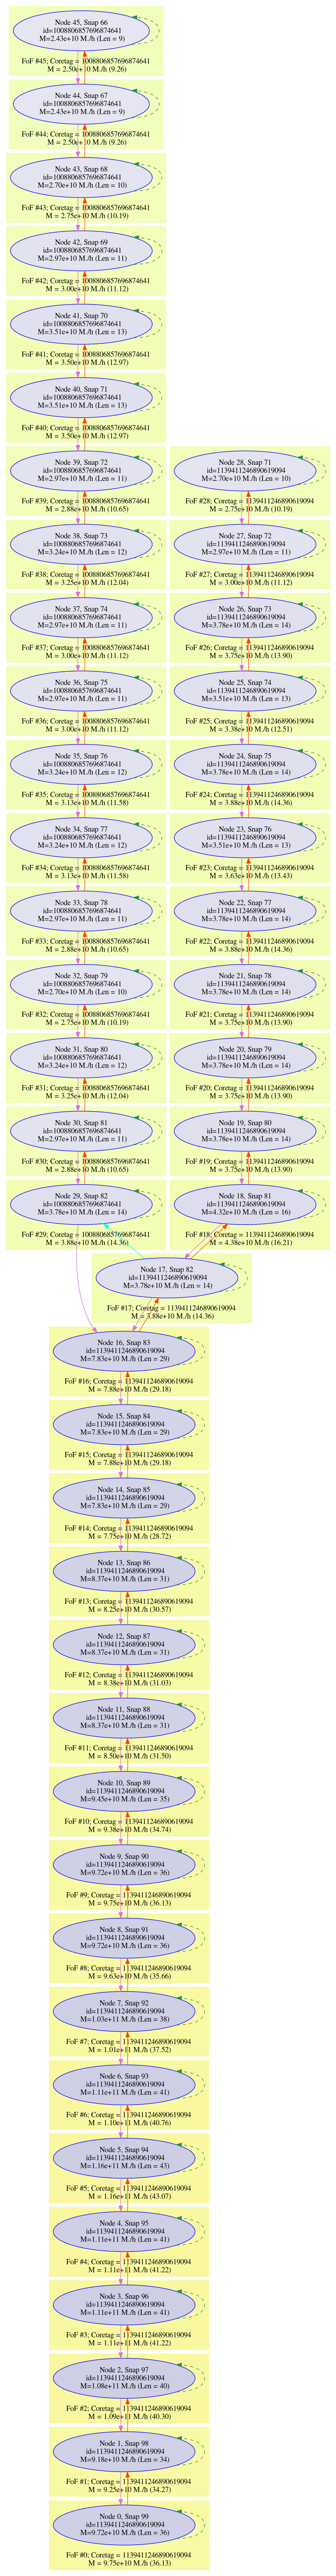 Node 45, Snap 66
id=1008806857696874641
M=2.43e+10 M./h (Len = 9)
FoF #45; Coretag = 1008806857696874641
M = 2.50e+10 M./h (9.26)
Node 44, Snap 67
id=1008806857696874641
M=2.43e+10 M./h (Len = 9)
FoF #44; Coretag = 1008806857696874641
M = 2.50e+10 M./h (9.26)
Node 43, Snap 68
id=1008806857696874641
M=2.70e+10 M./h (Len = 10)
FoF #43; Coretag = 1008806857696874641
M = 2.75e+10 M./h (10.19)
Node 42, Snap 69
id=1008806857696874641
M=2.97e+10 M./h (Len = 11)
FoF #42; Coretag = 1008806857696874641
M = 3.00e+10 M./h (11.12)
Node 41, Snap 70
id=1008806857696874641
M=3.51e+10 M./h (Len = 13)
FoF #41; Coretag = 1008806857696874641
M = 3.50e+10 M./h (12.97)
Node 40, Snap 71
id=1008806857696874641
M=3.51e+10 M./h (Len = 13)
FoF #40; Coretag = 1008806857696874641
M = 3.50e+10 M./h (12.97)
Node 39, Snap 72
id=1008806857696874641
M=2.97e+10 M./h (Len = 11)
FoF #39; Coretag = 1008806857696874641
M = 2.88e+10 M./h (10.65)
Node 28, Snap 71
id=1139411246890619094
M=2.70e+10 M./h (Len = 10)
FoF #28; Coretag = 1139411246890619094
M = 2.75e+10 M./h (10.19)
Node 38, Snap 73
id=1008806857696874641
M=3.24e+10 M./h (Len = 12)
FoF #38; Coretag = 1008806857696874641
M = 3.25e+10 M./h (12.04)
Node 27, Snap 72
id=1139411246890619094
M=2.97e+10 M./h (Len = 11)
FoF #27; Coretag = 1139411246890619094
M = 3.00e+10 M./h (11.12)
Node 37, Snap 74
id=1008806857696874641
M=2.97e+10 M./h (Len = 11)
FoF #37; Coretag = 1008806857696874641
M = 3.00e+10 M./h (11.12)
Node 26, Snap 73
id=1139411246890619094
M=3.78e+10 M./h (Len = 14)
FoF #26; Coretag = 1139411246890619094
M = 3.75e+10 M./h (13.90)
Node 36, Snap 75
id=1008806857696874641
M=2.97e+10 M./h (Len = 11)
FoF #36; Coretag = 1008806857696874641
M = 3.00e+10 M./h (11.12)
Node 25, Snap 74
id=1139411246890619094
M=3.51e+10 M./h (Len = 13)
FoF #25; Coretag = 1139411246890619094
M = 3.38e+10 M./h (12.51)
Node 35, Snap 76
id=1008806857696874641
M=3.24e+10 M./h (Len = 12)
FoF #35; Coretag = 1008806857696874641
M = 3.13e+10 M./h (11.58)
Node 24, Snap 75
id=1139411246890619094
M=3.78e+10 M./h (Len = 14)
FoF #24; Coretag = 1139411246890619094
M = 3.88e+10 M./h (14.36)
Node 34, Snap 77
id=1008806857696874641
M=3.24e+10 M./h (Len = 12)
FoF #34; Coretag = 1008806857696874641
M = 3.13e+10 M./h (11.58)
Node 23, Snap 76
id=1139411246890619094
M=3.51e+10 M./h (Len = 13)
FoF #23; Coretag = 1139411246890619094
M = 3.63e+10 M./h (13.43)
Node 33, Snap 78
id=1008806857696874641
M=2.97e+10 M./h (Len = 11)
FoF #33; Coretag = 1008806857696874641
M = 2.88e+10 M./h (10.65)
Node 22, Snap 77
id=1139411246890619094
M=3.78e+10 M./h (Len = 14)
FoF #22; Coretag = 1139411246890619094
M = 3.88e+10 M./h (14.36)
Node 32, Snap 79
id=1008806857696874641
M=2.70e+10 M./h (Len = 10)
FoF #32; Coretag = 1008806857696874641
M = 2.75e+10 M./h (10.19)
Node 21, Snap 78
id=1139411246890619094
M=3.78e+10 M./h (Len = 14)
FoF #21; Coretag = 1139411246890619094
M = 3.75e+10 M./h (13.90)
Node 31, Snap 80
id=1008806857696874641
M=3.24e+10 M./h (Len = 12)
FoF #31; Coretag = 1008806857696874641
M = 3.25e+10 M./h (12.04)
Node 20, Snap 79
id=1139411246890619094
M=3.78e+10 M./h (Len = 14)
FoF #20; Coretag = 1139411246890619094
M = 3.75e+10 M./h (13.90)
Node 30, Snap 81
id=1008806857696874641
M=2.97e+10 M./h (Len = 11)
FoF #30; Coretag = 1008806857696874641
M = 2.88e+10 M./h (10.65)
Node 19, Snap 80
id=1139411246890619094
M=3.78e+10 M./h (Len = 14)
FoF #19; Coretag = 1139411246890619094
M = 3.75e+10 M./h (13.90)
Node 29, Snap 82
id=1008806857696874641
M=3.78e+10 M./h (Len = 14)
FoF #29; Coretag = 1008806857696874641
M = 3.88e+10 M./h (14.36)
Node 18, Snap 81
id=1139411246890619094
M=4.32e+10 M./h (Len = 16)
FoF #18; Coretag = 1139411246890619094
M = 4.38e+10 M./h (16.21)
Node 17, Snap 82
id=1139411246890619094
M=3.78e+10 M./h (Len = 14)
FoF #17; Coretag = 1139411246890619094
M = 3.88e+10 M./h (14.36)
Node 16, Snap 83
id=1139411246890619094
M=7.83e+10 M./h (Len = 29)
FoF #16; Coretag = 1139411246890619094
M = 7.88e+10 M./h (29.18)
Node 15, Snap 84
id=1139411246890619094
M=7.83e+10 M./h (Len = 29)
FoF #15; Coretag = 1139411246890619094
M = 7.88e+10 M./h (29.18)
Node 14, Snap 85
id=1139411246890619094
M=7.83e+10 M./h (Len = 29)
FoF #14; Coretag = 1139411246890619094
M = 7.75e+10 M./h (28.72)
Node 13, Snap 86
id=1139411246890619094
M=8.37e+10 M./h (Len = 31)
FoF #13; Coretag = 1139411246890619094
M = 8.25e+10 M./h (30.57)
Node 12, Snap 87
id=1139411246890619094
M=8.37e+10 M./h (Len = 31)
FoF #12; Coretag = 1139411246890619094
M = 8.38e+10 M./h (31.03)
Node 11, Snap 88
id=1139411246890619094
M=8.37e+10 M./h (Len = 31)
FoF #11; Coretag = 1139411246890619094
M = 8.50e+10 M./h (31.50)
Node 10, Snap 89
id=1139411246890619094
M=9.45e+10 M./h (Len = 35)
FoF #10; Coretag = 1139411246890619094
M = 9.38e+10 M./h (34.74)
Node 9, Snap 90
id=1139411246890619094
M=9.72e+10 M./h (Len = 36)
FoF #9; Coretag = 1139411246890619094
M = 9.75e+10 M./h (36.13)
Node 8, Snap 91
id=1139411246890619094
M=9.72e+10 M./h (Len = 36)
FoF #8; Coretag = 1139411246890619094
M = 9.63e+10 M./h (35.66)
Node 7, Snap 92
id=1139411246890619094
M=1.03e+11 M./h (Len = 38)
FoF #7; Coretag = 1139411246890619094
M = 1.01e+11 M./h (37.52)
Node 6, Snap 93
id=1139411246890619094
M=1.11e+11 M./h (Len = 41)
FoF #6; Coretag = 1139411246890619094
M = 1.10e+11 M./h (40.76)
Node 5, Snap 94
id=1139411246890619094
M=1.16e+11 M./h (Len = 43)
FoF #5; Coretag = 1139411246890619094
M = 1.16e+11 M./h (43.07)
Node 4, Snap 95
id=1139411246890619094
M=1.11e+11 M./h (Len = 41)
FoF #4; Coretag = 1139411246890619094
M = 1.11e+11 M./h (41.22)
Node 3, Snap 96
id=1139411246890619094
M=1.11e+11 M./h (Len = 41)
FoF #3; Coretag = 1139411246890619094
M = 1.11e+11 M./h (41.22)
Node 2, Snap 97
id=1139411246890619094
M=1.08e+11 M./h (Len = 40)
FoF #2; Coretag = 1139411246890619094
M = 1.09e+11 M./h (40.30)
Node 1, Snap 98
id=1139411246890619094
M=9.18e+10 M./h (Len = 34)
FoF #1; Coretag = 1139411246890619094
M = 9.25e+10 M./h (34.27)
Node 0, Snap 99
id=1139411246890619094
M=9.72e+10 M./h (Len = 36)
FoF #0; Coretag = 1139411246890619094
M = 9.75e+10 M./h (36.13)